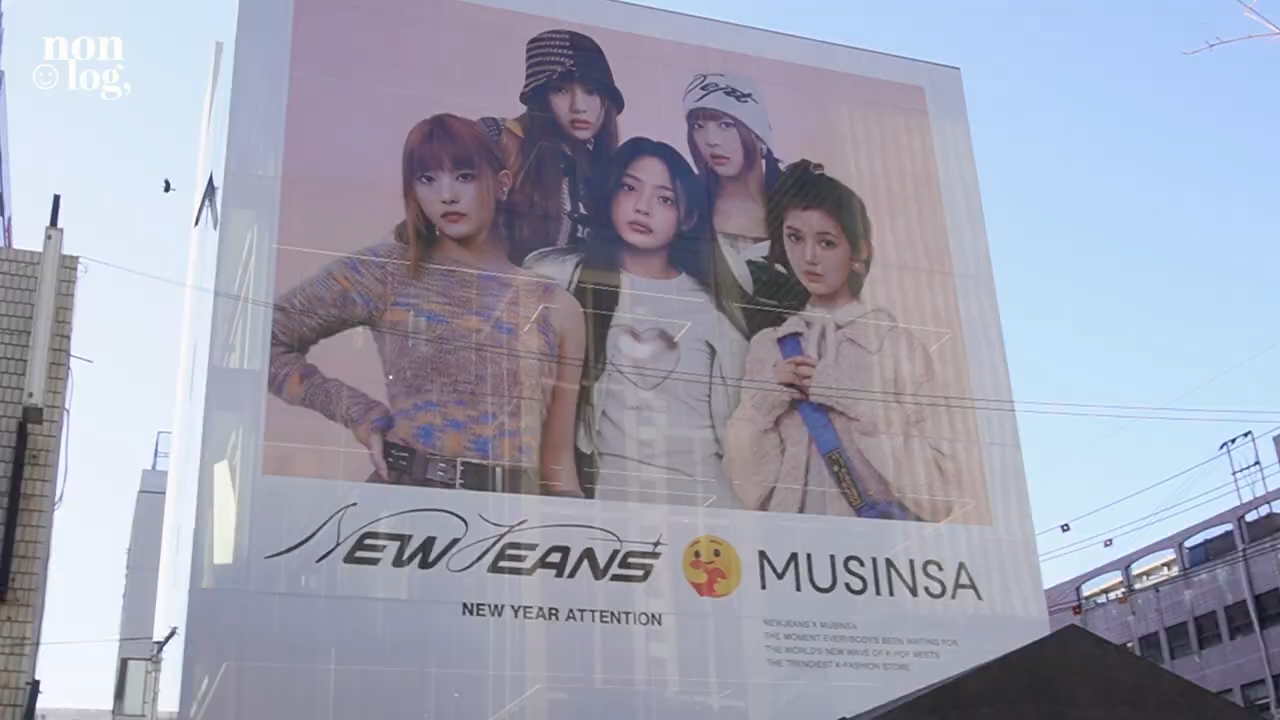 non
log,
Dept
NEWJEANS MUSINSA
NEW YEAR ATTENTION
NEWJEANS X MUSINSA
THE MOMENT EVERYBODY'S BEEN WAITING FOR
THE WORLD'S NEW WAVE OF K-POP MEETS
THE TRENDIEST K-FASHION STORE.